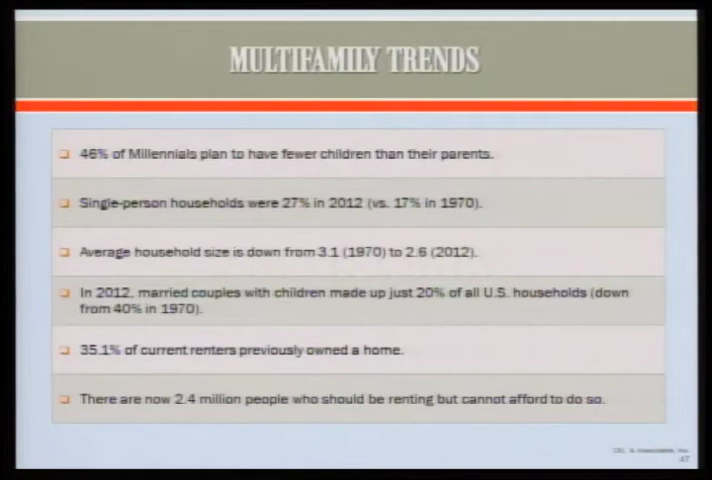 MULTIFAMILY TRENDS
46% of Millennials plan to have fewer children than their parents.
Single-person households were 27% in 2012 (vs. 17% in 1970).
Average household size is down from 3.1 (1970) to 2.6 (2012).
In 2012, married couples with children made up just 20% of all U.S. households (down
from 40% in 1970).
35.1% of current renters previously owned a home.
There are now 2.4 million people who should be renting but cannot afford to do so.
& Associates, Inc.
47